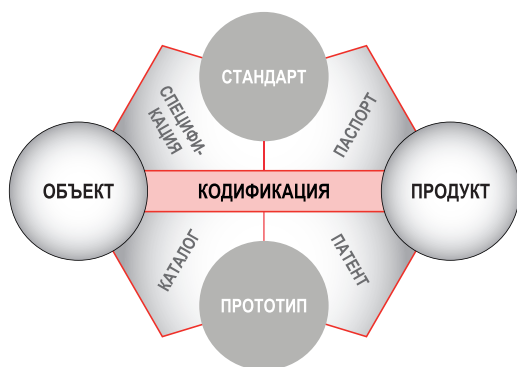 СТАНДАРТ
СПЕЦИФИ-
КАЦИЯ
ПАСПОРТ
ОБЪЕКТ
КОДИФИКАЦИЯ
ПРОДУКТ
КАТАЛОГ
ПАТЕНТ
ПРОТОТИП